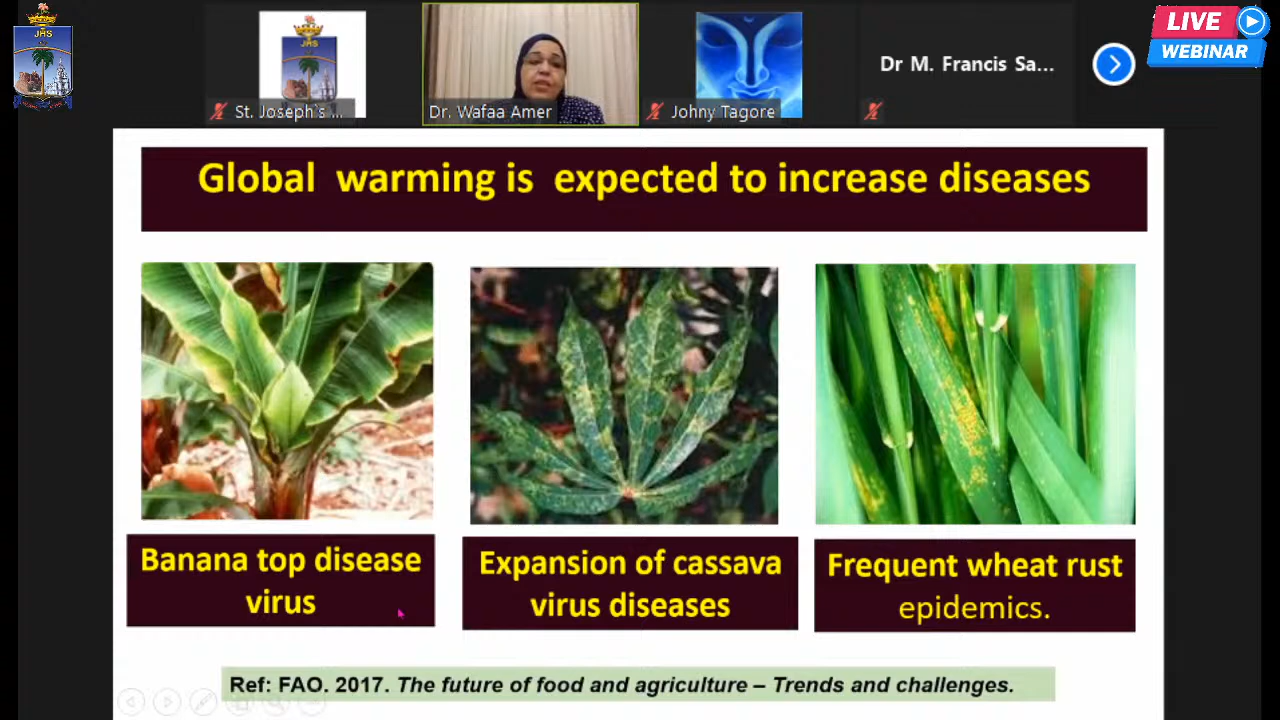 JHS
JHS
St. Joseph's ...
Dr. Wafaa Amer
Johny Tagore
Dr M. Francis Sa...
LIVE
WEBINAR
Global warming is expected to increase diseases
Banana top disease
virus
Expansion of cassava
virus diseases
Frequent wheat rust
epidemics.
Ref: FAO. 2017. The future of food and agriculture – Trends and challenges.